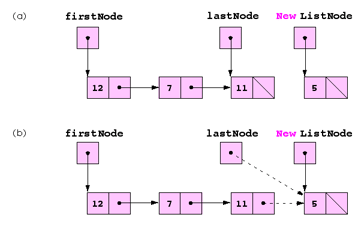 (a) firstNode lastNode New ListNode
12 7 11 5
(b) firstNode lastNode New ListNode
12 7 11 5